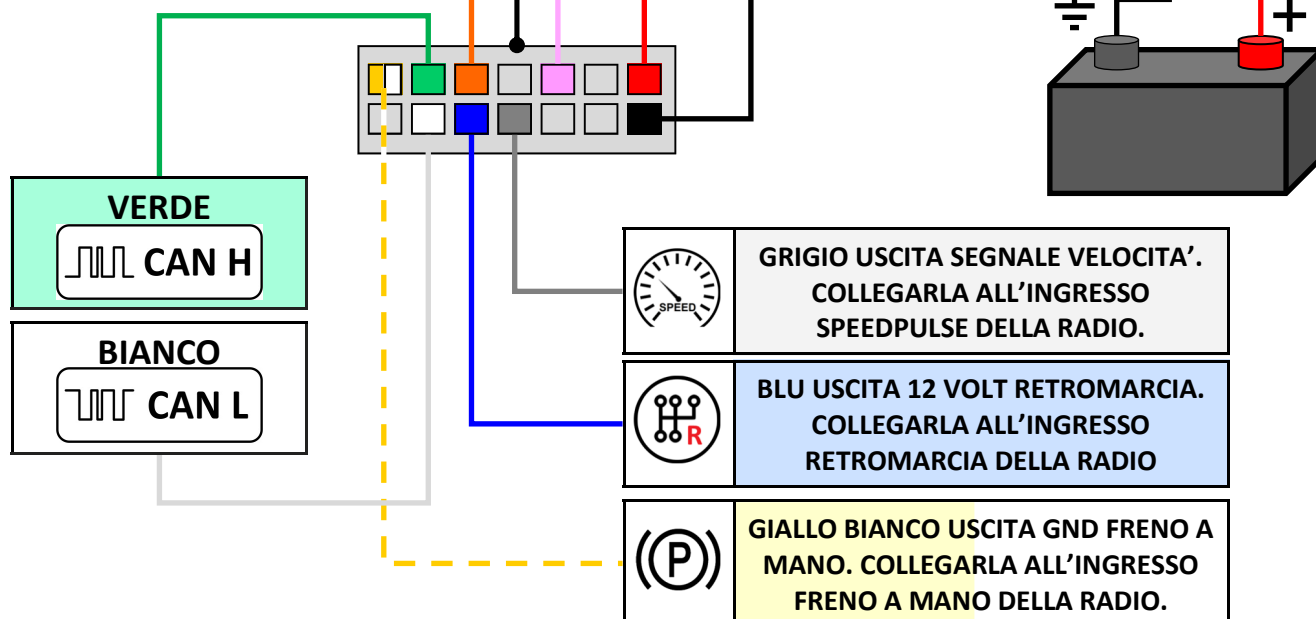 +
VERDE
CAN H
BIANCO
CAN L
SPEED
GRIGIO USCITA SEGNALE VELOCITA’.
COLLEGARLA ALL’INGRESSO
SPEEDPULSE DELLA RADIO.
R
BLU USCITA 12 VOLT RETROMARCIA.
COLLEGARLA ALL’INGRESSO
RETROMARCIA DELLA RADIO
(P)
GIALLO BIANCO USCITA GND FRENO A
MANO. COLLEGARLA ALL’INGRESSO
FRENO A MANO DELLA RADIO.